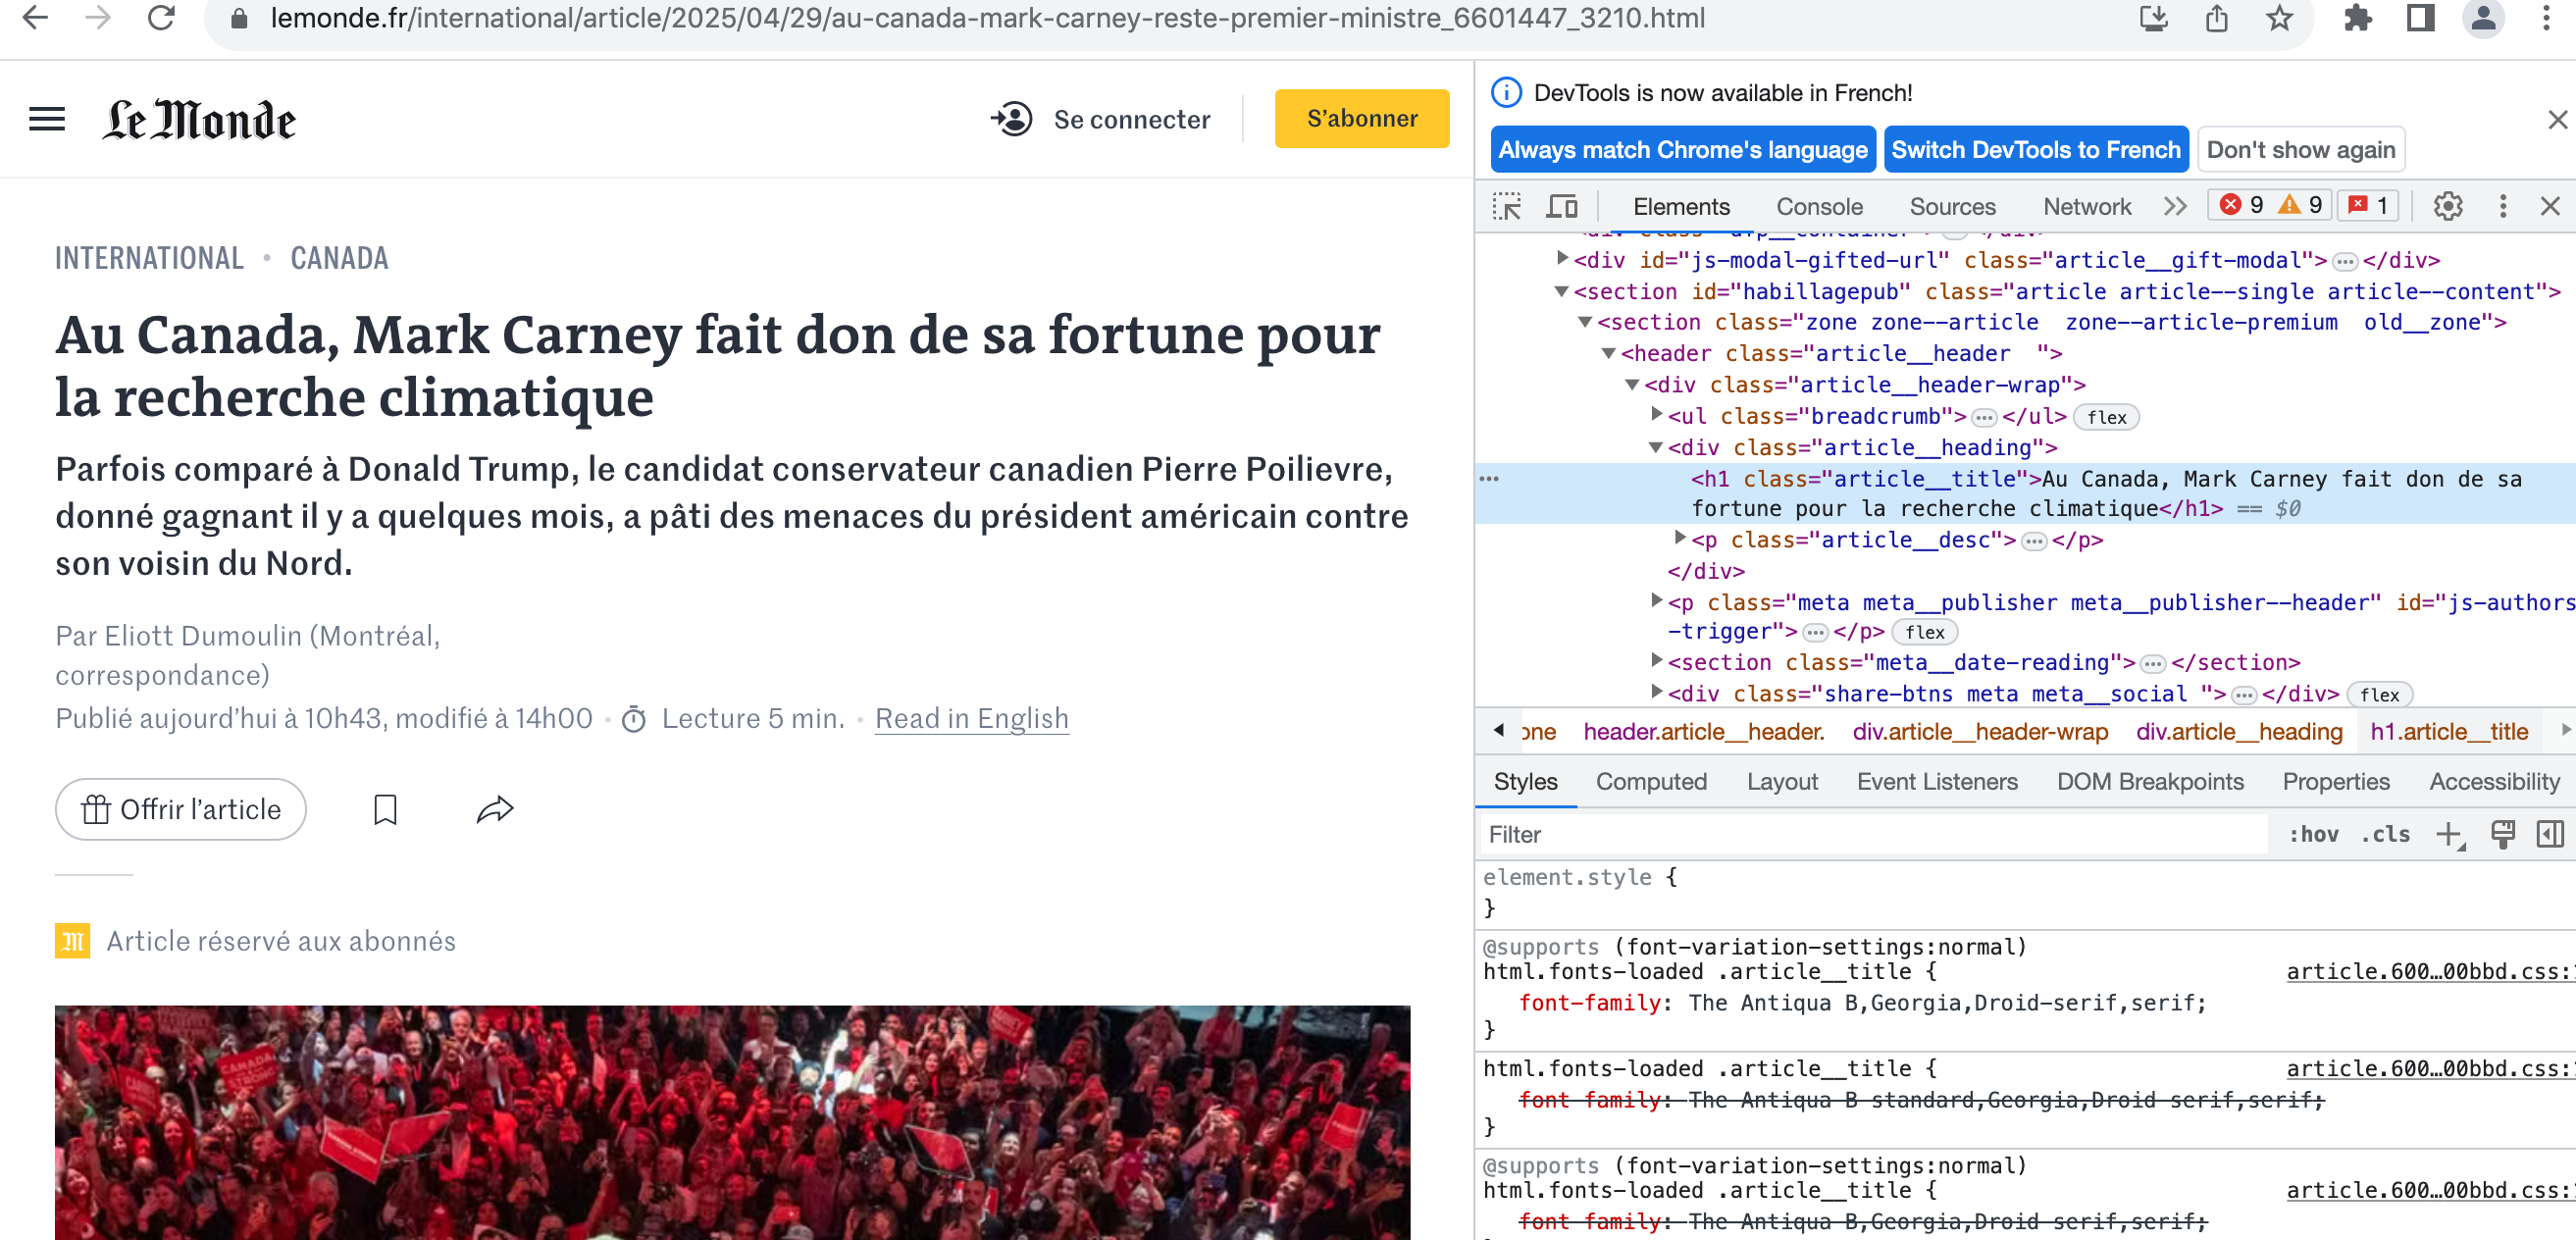 lemonde.fr/international/article/2025/04/29/au-canada-mark-carney-reste-premier-ministre_6601447_3210.html
Le Monde
Se connecter
S'abonner
INTERNATIONAL • CANADA
Au Canada, Mark Carney fait don de sa fortune pour
la recherche climatique
Parfois comparé à Donald Trump, le candidat conservateur canadien Pierre Poilievre,
donné gagnant il y a quelques mois, a pâti des menaces du président américain contre
son voisin du Nord.
Par Eliott Dumoulin (Montréal,
correspondance)
Publié aujourd'hui à 10h43, modifié à 14h00 • Lecture 5 min. • Read in English
Offrir l'article
M Article réservé aux abonnés
CANADA
DevTools is now available in French!
Always match Chrome's language Switch DevTools to French Don't show again
Elements Console Sources Network 9 9 1
<div id="js-modal-gifted-url" class="article__gift-modal">…</div>
<section id="habillagepub" class="article article--single article--content">
<section class="zone zone--article  zone--article-premium  old__zone">
<header class="article__header  ">
<div class="article__header-wrap">
<ul class="breadcrumb">…</ul> flex
<div class="article__heading">
… <h1 class="article__title">Au Canada, Mark Carney fait don de sa
fortune pour la recherche climatique</h1> == $0
<p class="article__desc">…</p>
</div>
<p class="meta meta__publisher meta__publisher--header" id="js-authors
-trigger">…</p> flex
<section class="meta__date-reading">…</section>
<div class="share-btns meta meta__social ">…</div> flex
one header.article__header. div.article__header-wrap div.article__heading h1.article__title
Styles Computed Layout Event Listeners DOM Breakpoints Properties Accessibility
Filter :hov .cls
element.style {
}
@supports (font-variation-settings:normal)
html.fonts-loaded .article__title { article.600…00bbd.css:
font-family: The Antiqua B,Georgia,Droid-serif,serif;
}
html.fonts-loaded .article__title { article.600…00bbd.css:
font-family: The Antiqua B standard,Georgia,Droid-serif,serif;
}
@supports (font-variation-settings:normal)
html.fonts-loaded .article__title { article.600…00bbd.css:
font-family: The Antiqua B,Georgia,Droid-serif,serif;